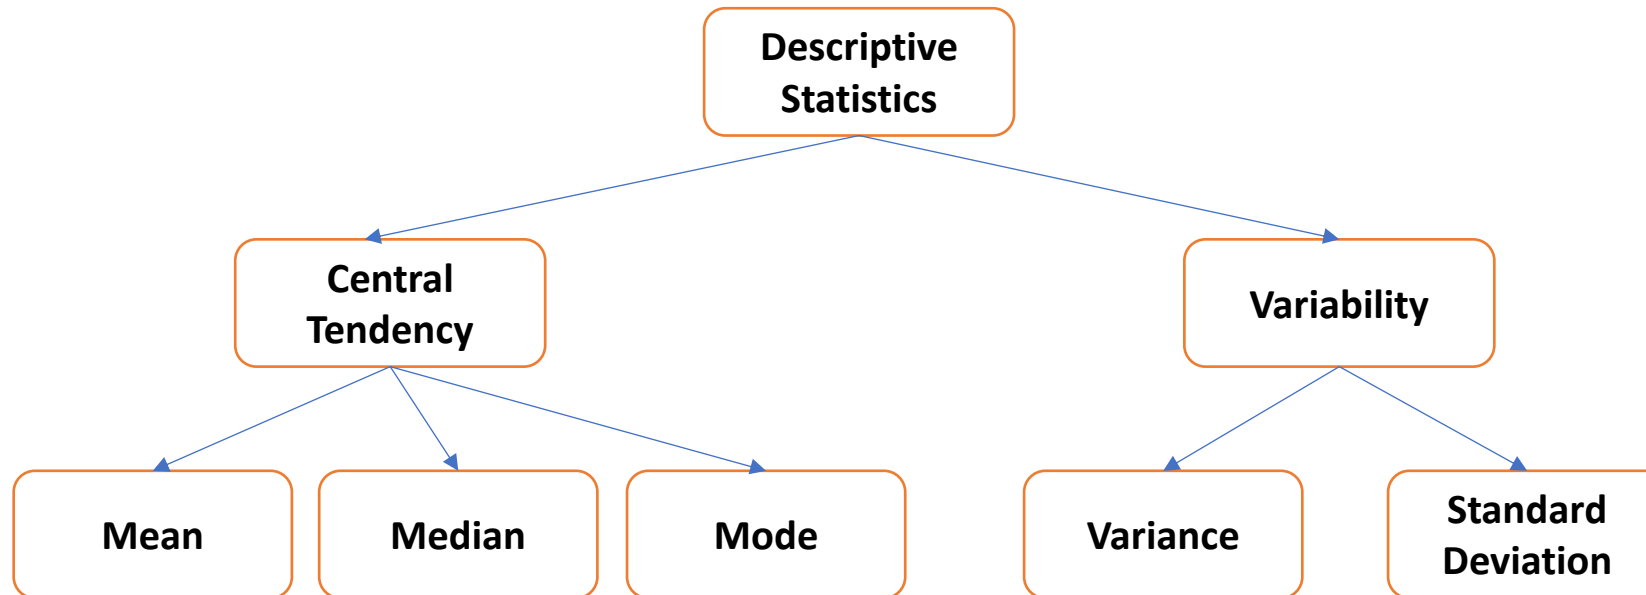 Descriptive
Statistics
Central
Tendency
Variability
Mean
Median
Mode
Variance
Standard
Deviation